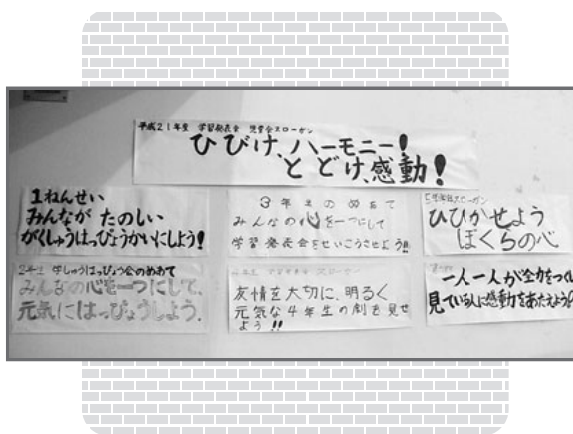 平成21年度 学習発表会 児童会スローガン
ひびけ、ハーモニー!
とどけ、感動!
1ねんせい
みんなが たのしい
がくしゅうはっぴょうかいにしよう!
2年生 学しゅうはっぴょう会のめあて
みんなの心を一つにして、
元気にはっぴょうしよう。
3年生のめあて
みんなの心を一つにして
学習発表会をせいこうさせよう!!
友情を大切に、明るく
元気な4年生の劇を見せ
よう!!
ひびかせよう
ぼくらの心
一人一人が全力をつく
見ている人に感動をあたえよう